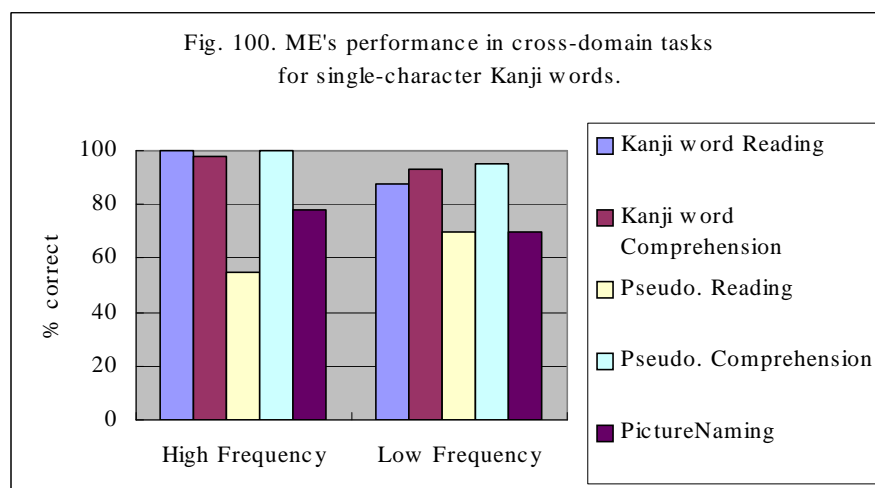 Fig. 100. ME's performance in cross-domain tasks
for single-character Kanji words.
% correct
100
80
60
40
20
0
High Frequency
Low Frequency
Kanji word Reading
Kanji word
Comprehension
Pseudo. Reading
Pseudo. Comprehension
PictureNaming